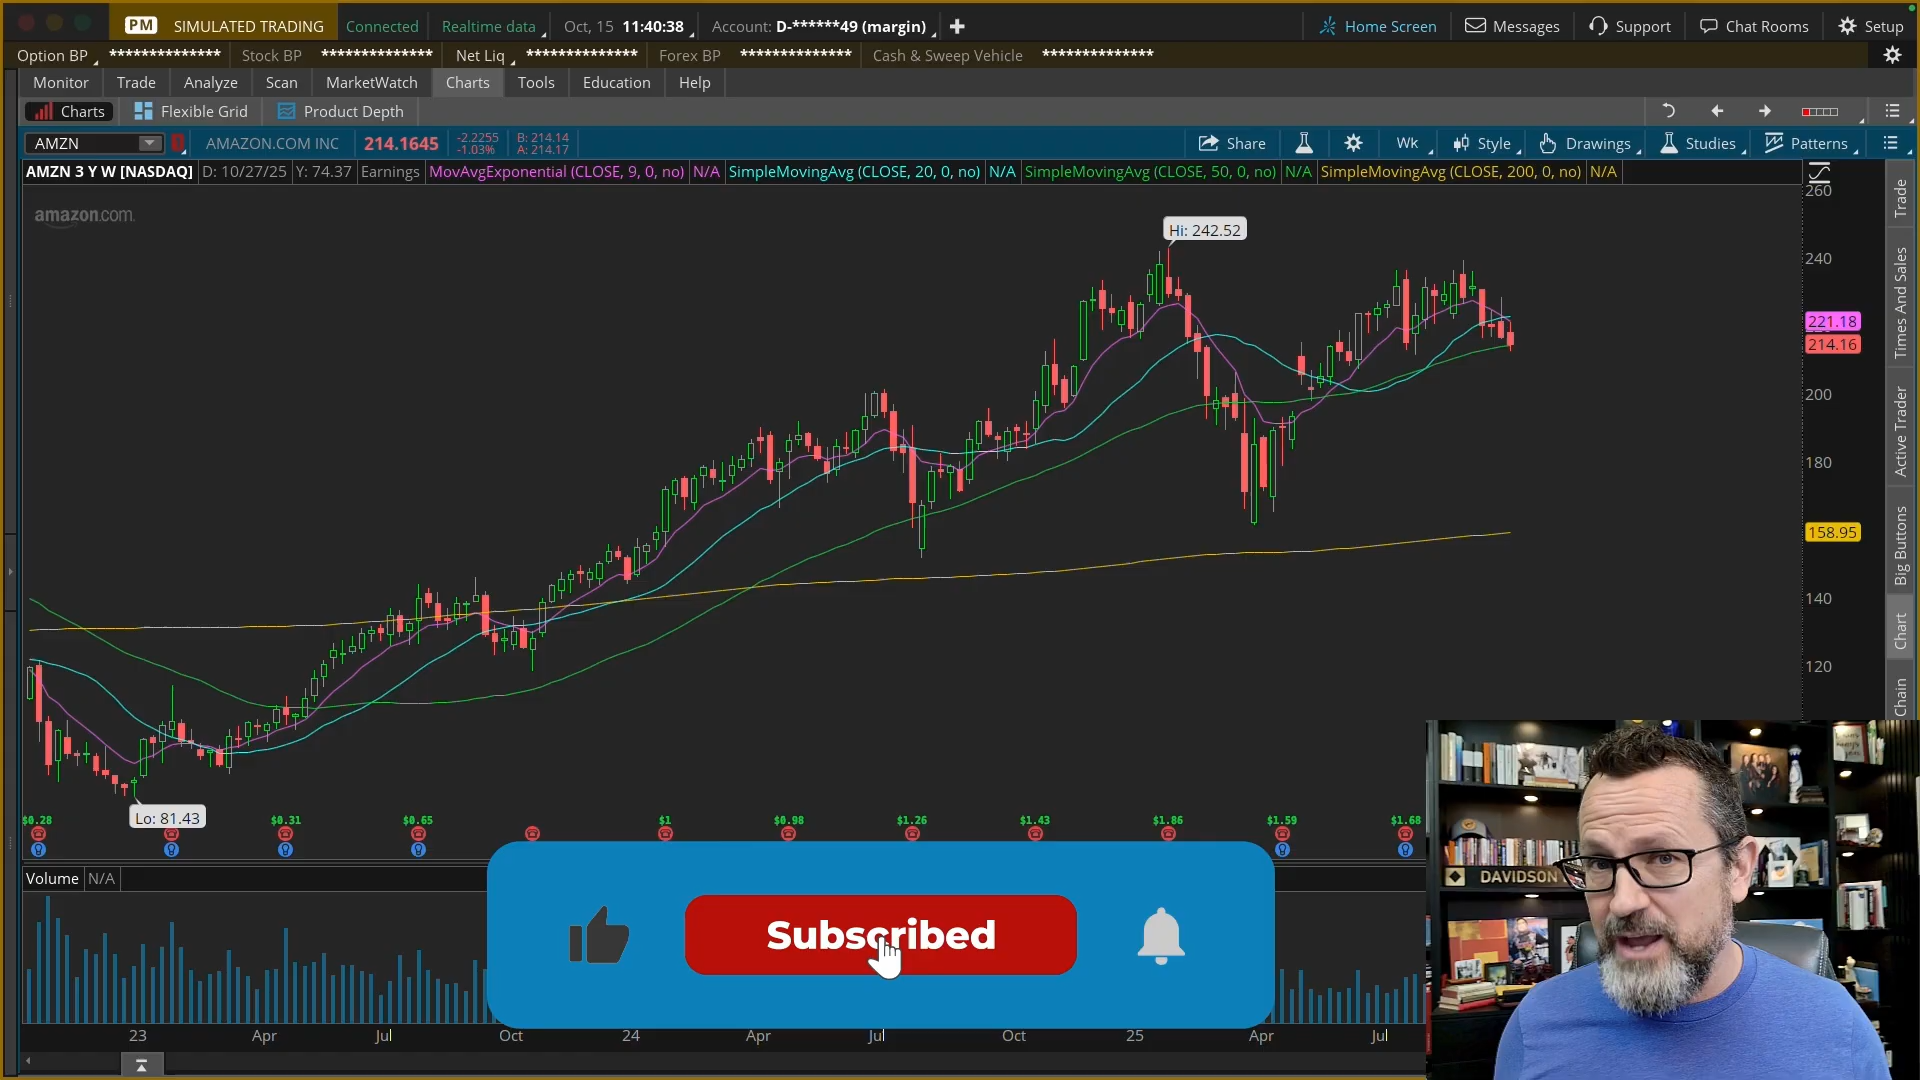 PM SIMULATED TRADING Connected Realtime data Oct, 15 11:40:38 Account: D-******49 (margin) + Home Screen Messages Support Chat Rooms Setup
Option BP ************** Stock BP ************** Net Liq ************** Forex BP ************** Cash & Sweep Vehicle **************
Monitor Trade Analyze Scan MarketWatch Charts Tools Education Help
Charts Flexible Grid Product Depth
AMZN AMAZON.COM INC 214.1645 -2.2255 -1.03% B: 214.14 A: 214.17 Share Wk Style Drawings Studies Patterns
AMZN 3 Y W [NASDAQ] D: 10/27/25 Y: 74.37 Earnings MovAvgExponential (CLOSE, 9, 0, no) N/A SimpleMovingAvg (CLOSE, 20, 0, no) N/A SimpleMovingAvg (CLOSE, 50, 0, no) N/A SimpleMovingAvg (CLOSE, 200, 0, no) N/A
amazon.com.
Hi: 242.52
260
240
221.18
214.16
200
180
158.95
140
120
Trade
Times And Sales
Active Trader
Big Buttons
Chart
Chain
Lo: 81.43
$0.28 $0.31 $0.65 $1 $0.98 $1.26 $1.43 $1.86 $1.59 $1.68
Volume N/A
Subscribed
DAVIDSON
23 Apr Jul Oct 24 Apr Jul Oct 25 Apr Jul